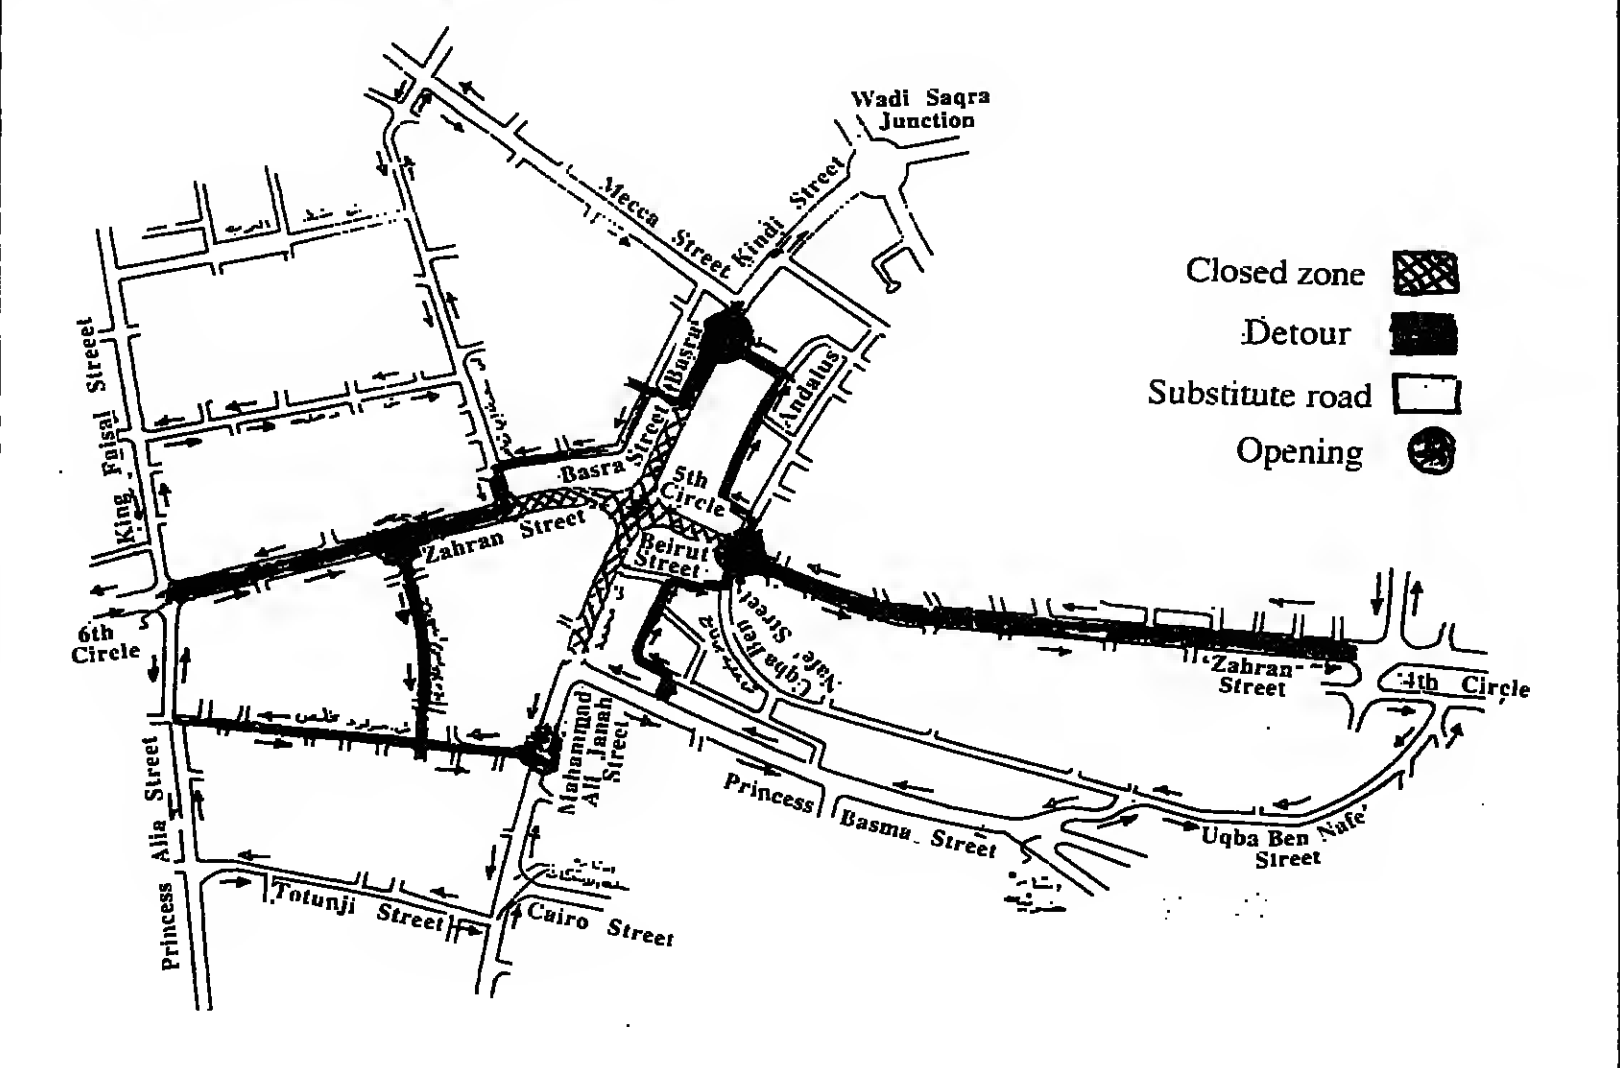 Wadi Saqra
Junction
Mecca Street
Kindi Street
Closed zone
Detour
Substitute road
Opening
King Faisal Streeet
Basra
Andalus
Basra Street
5th
Circle
Zahran Street
Beirut
Street
6th
Circle
Uqba Ben
Nafe'
Street
Zahran
Street
4th Circle
Mahammad
Ali Janah
Street
Princess Alia Street
Princess Basma Street
Uqba Ben Nafe'
Street
Totunji Street
Cairo Street